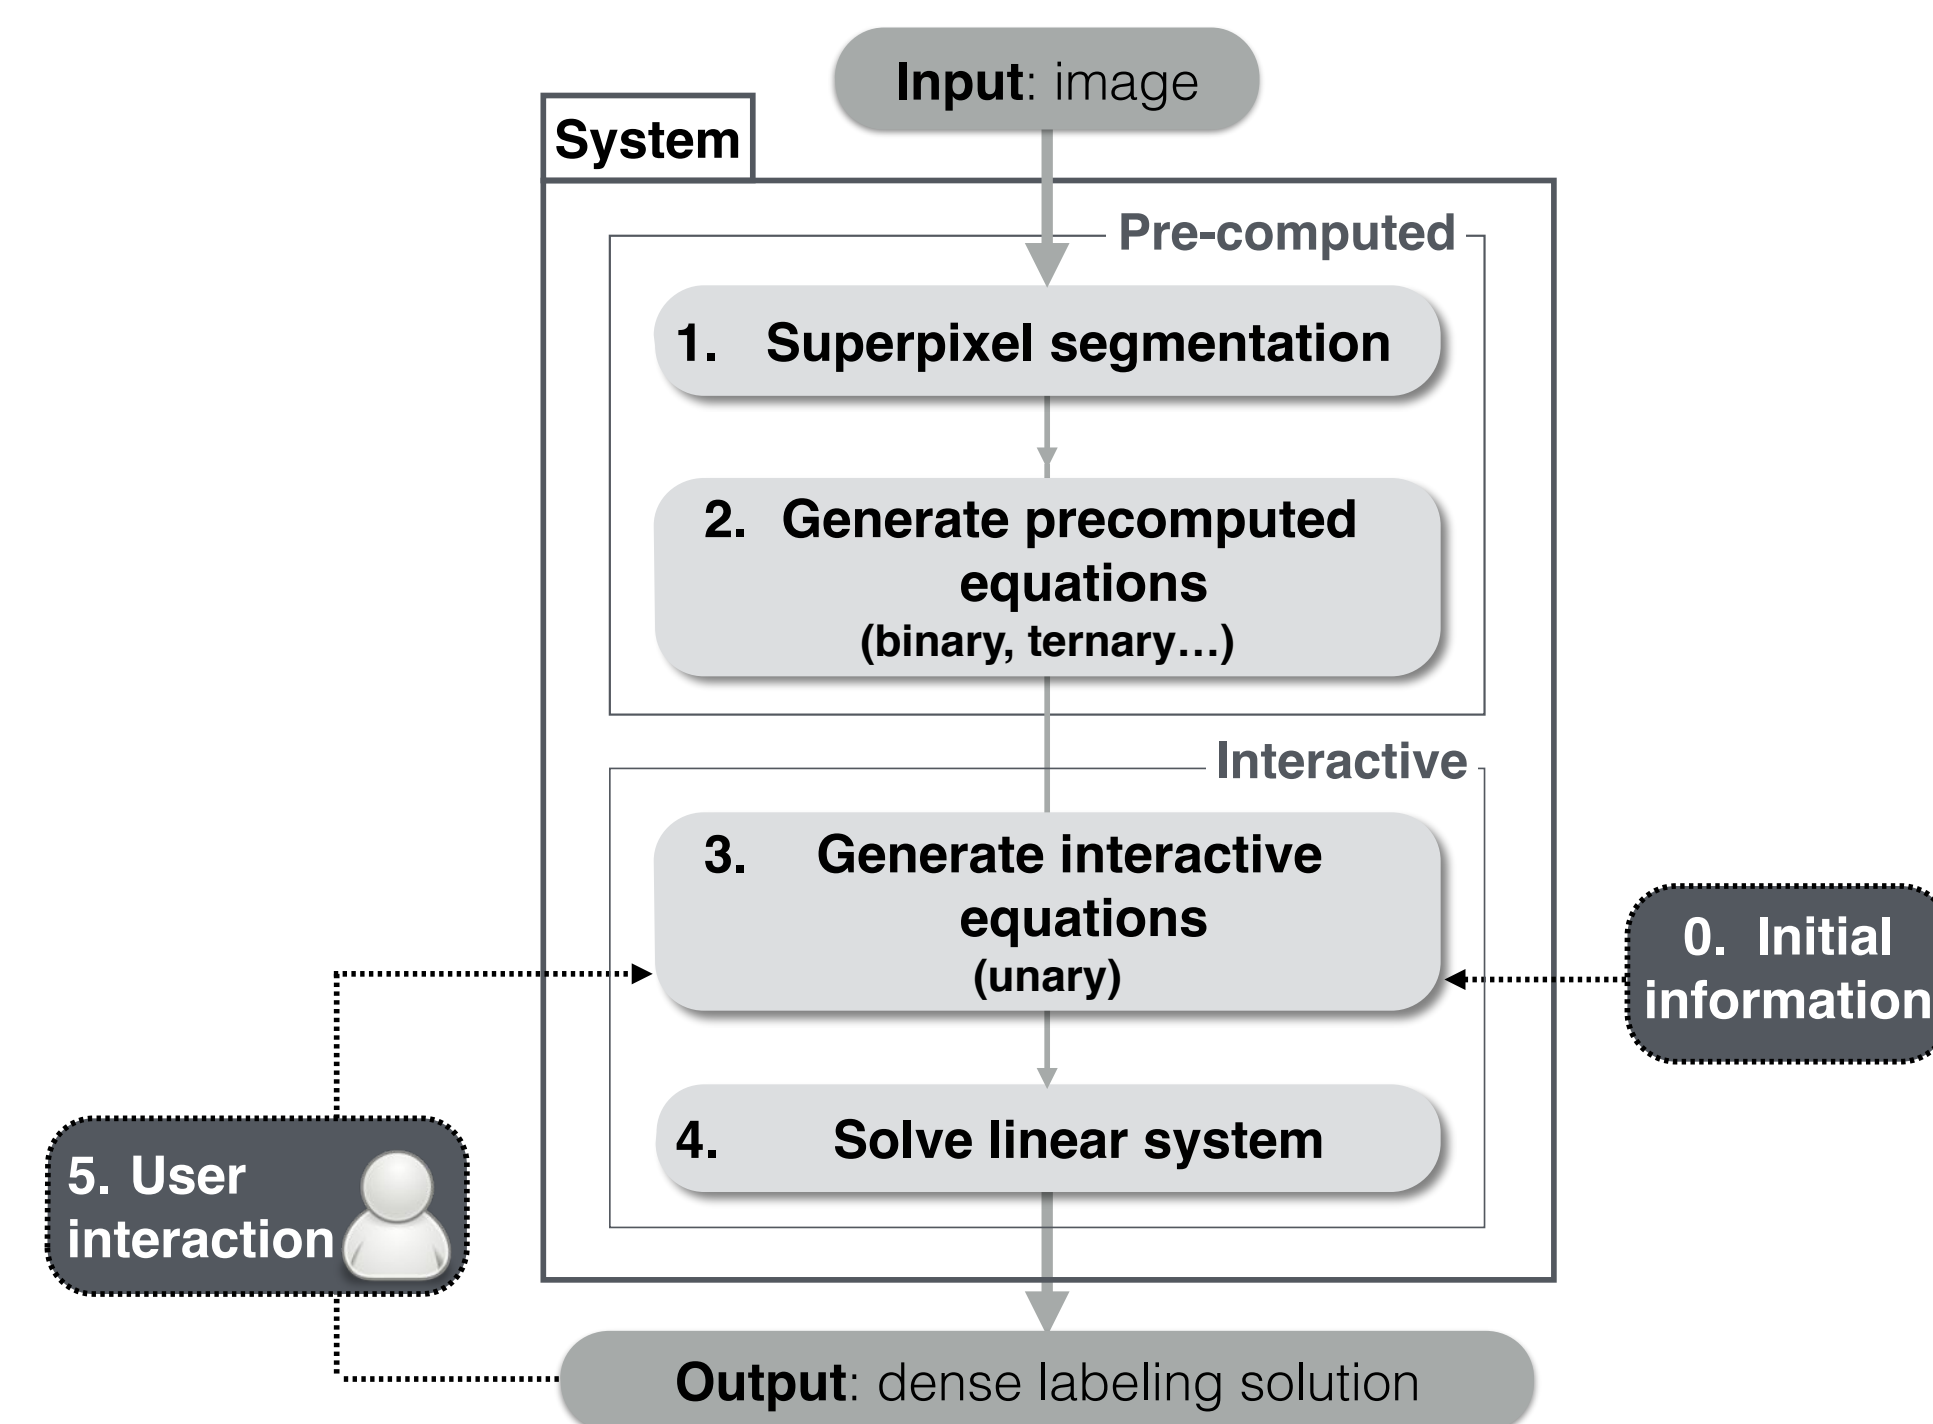 Input: image
System
Pre-computed
1. Superpixel segmentation
2. Generate precomputed
equations
(binary, ternary…)
Interactive
3. Generate interactive
equations
(unary)
0. Initial
information
4. Solve linear system
5. User
interaction
Output: dense labeling solution